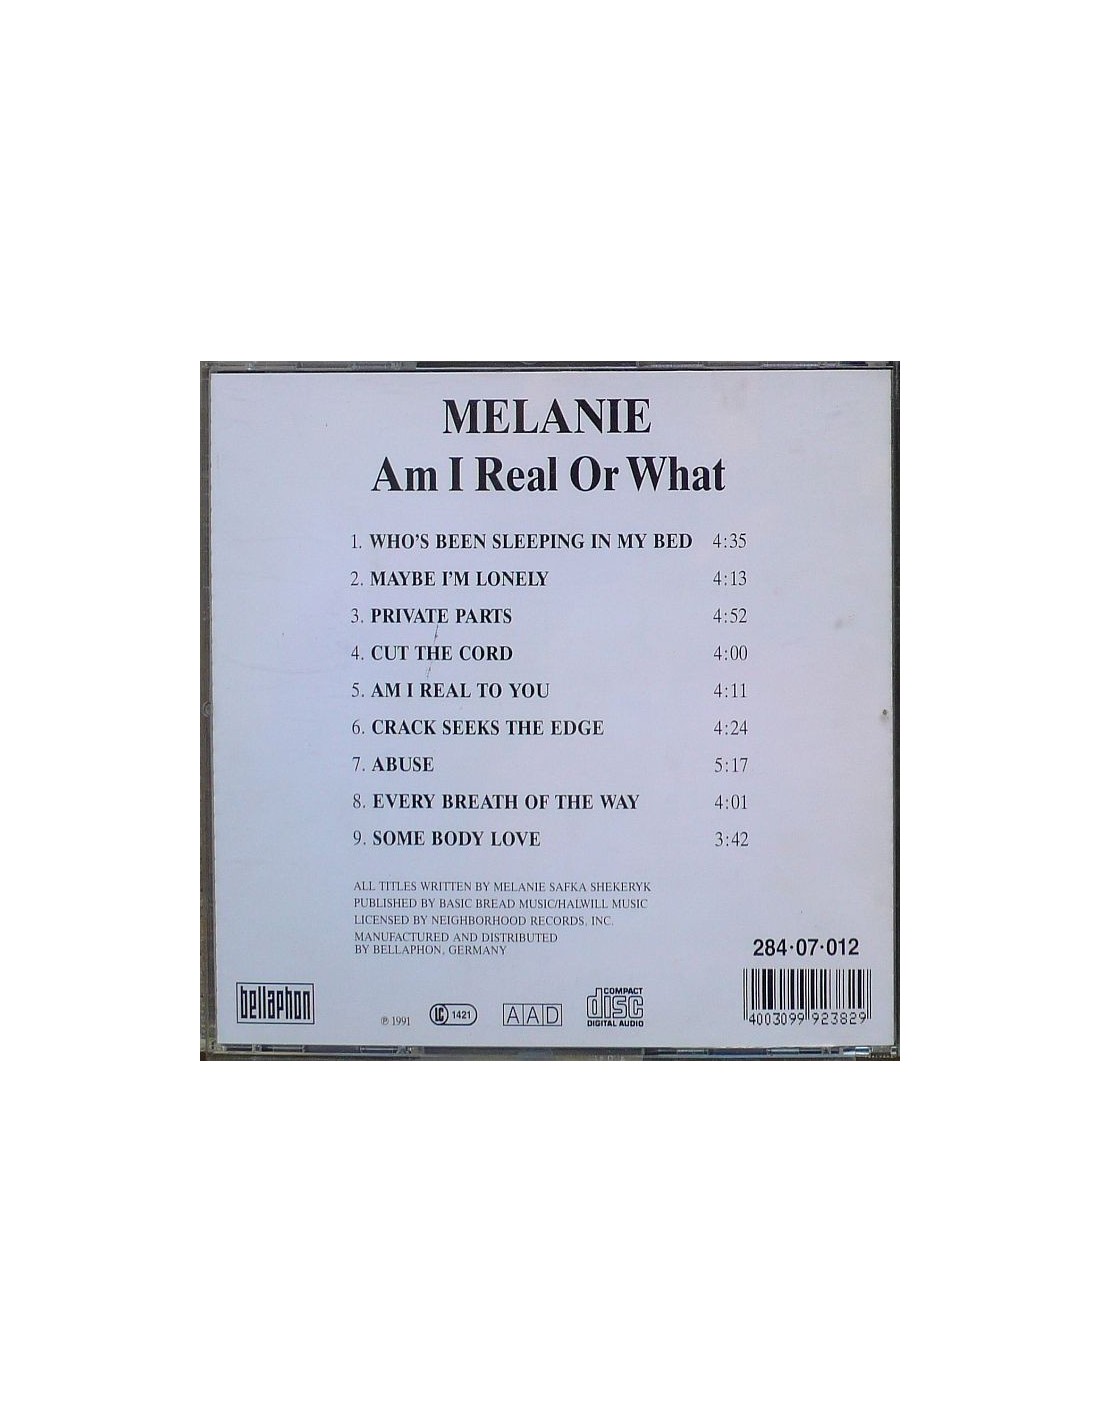 MELANIE
Am I Real Or What
1. WHO'S BEEN SLEEPING IN MY BED 4:35
2. MAYBE I'M LONELY 4:13
3. PRIVATE PARTS 4:52
4. CUT THE CORD 4:00
5. AM I REAL TO YOU 4:11
6. CRACK SEEKS THE EDGE 4:24
7. ABUSE 5:17
8. EVERY BREATH OF THE WAY 4:01
9. SOME BODY LOVE 3:42
ALL TITLES WRITTEN BY MELANIE SAFKA SHEKERYK
PUBLISHED BY BASIC BREAD MUSIC/HALWILL MUSIC
LICENSED BY NEIGHBORHOOD RECORDS, INC.
MANUFACTURED AND DISTRIBUTED
BY BELLAPHON, GERMANY
284·07·012
bellaphon
℗ 1991
LC 1421
AAD
COMPACT
disc
DIGITAL AUDIO
4003099 923829